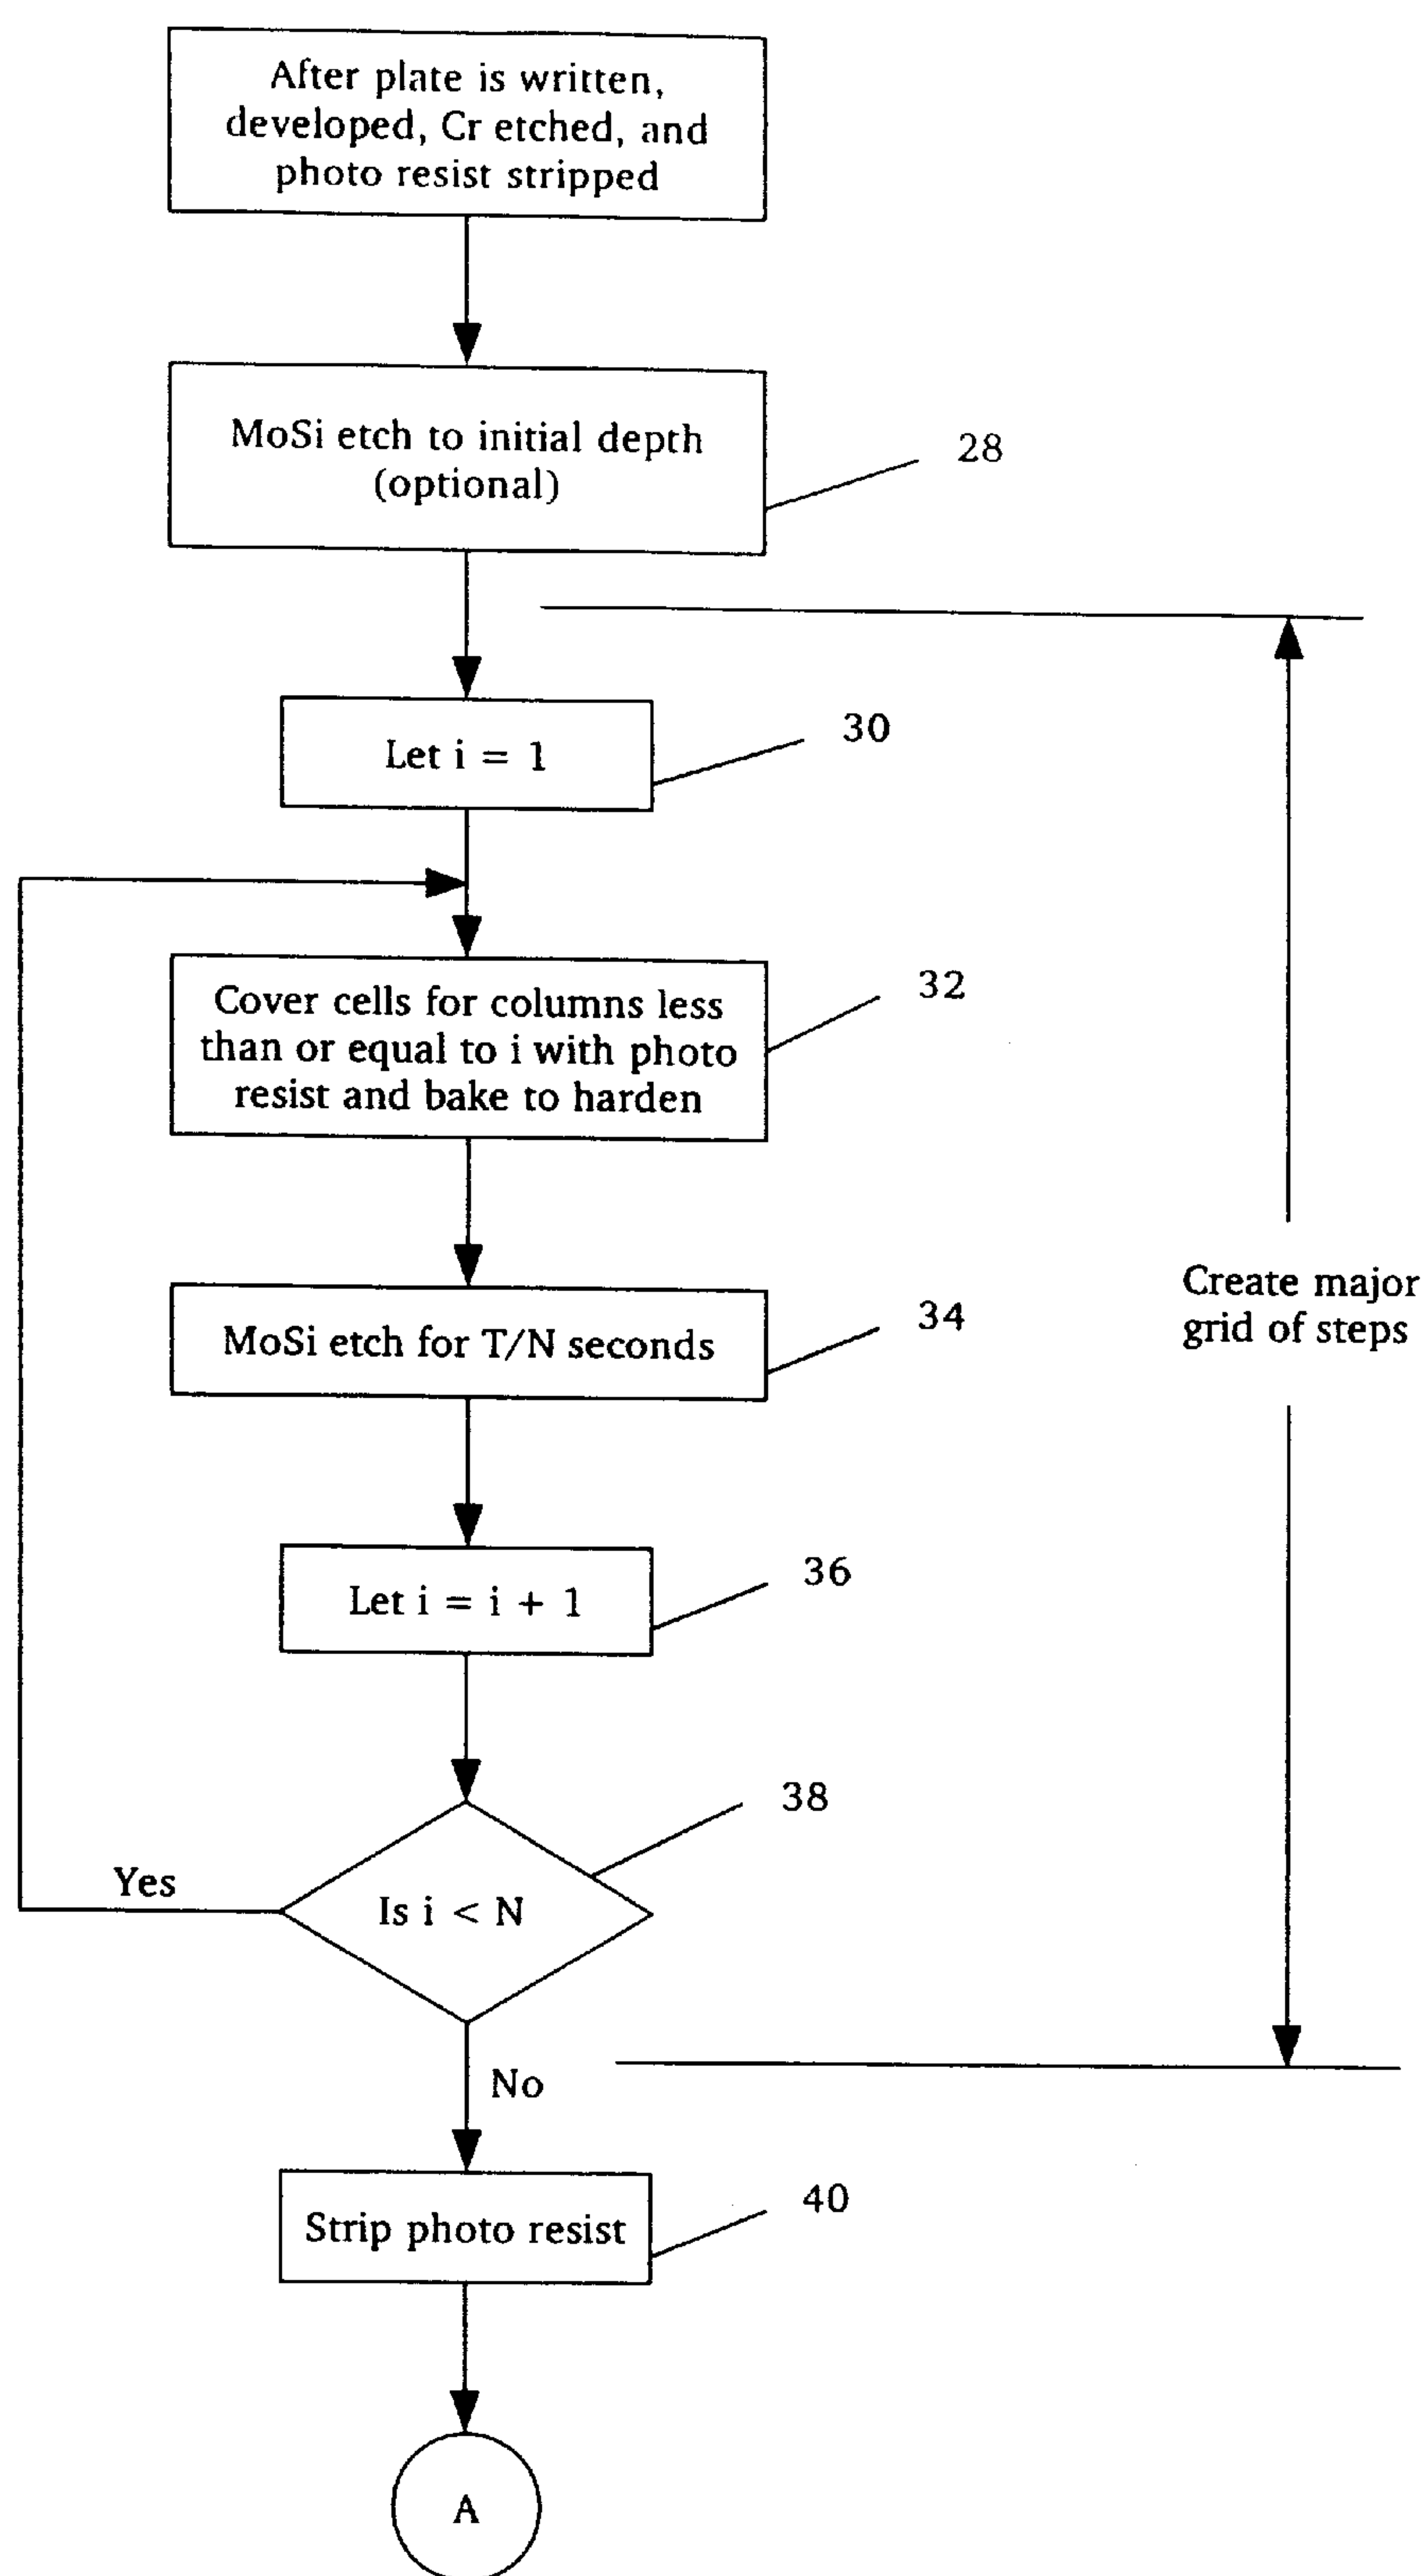 After plate is written,
developed, Cr etched, and
photo resist stripped
MoSi etch to initial depth
(optional)
28
Let i = 1
30
Cover cells for columns less
than or equal to i with photo
resist and bake to harden
32
MoSi etch for T/N seconds
34
Create major
grid of steps
Let i = i + 1
36
Is i < N
38
Yes
No
Strip photo resist
40
A